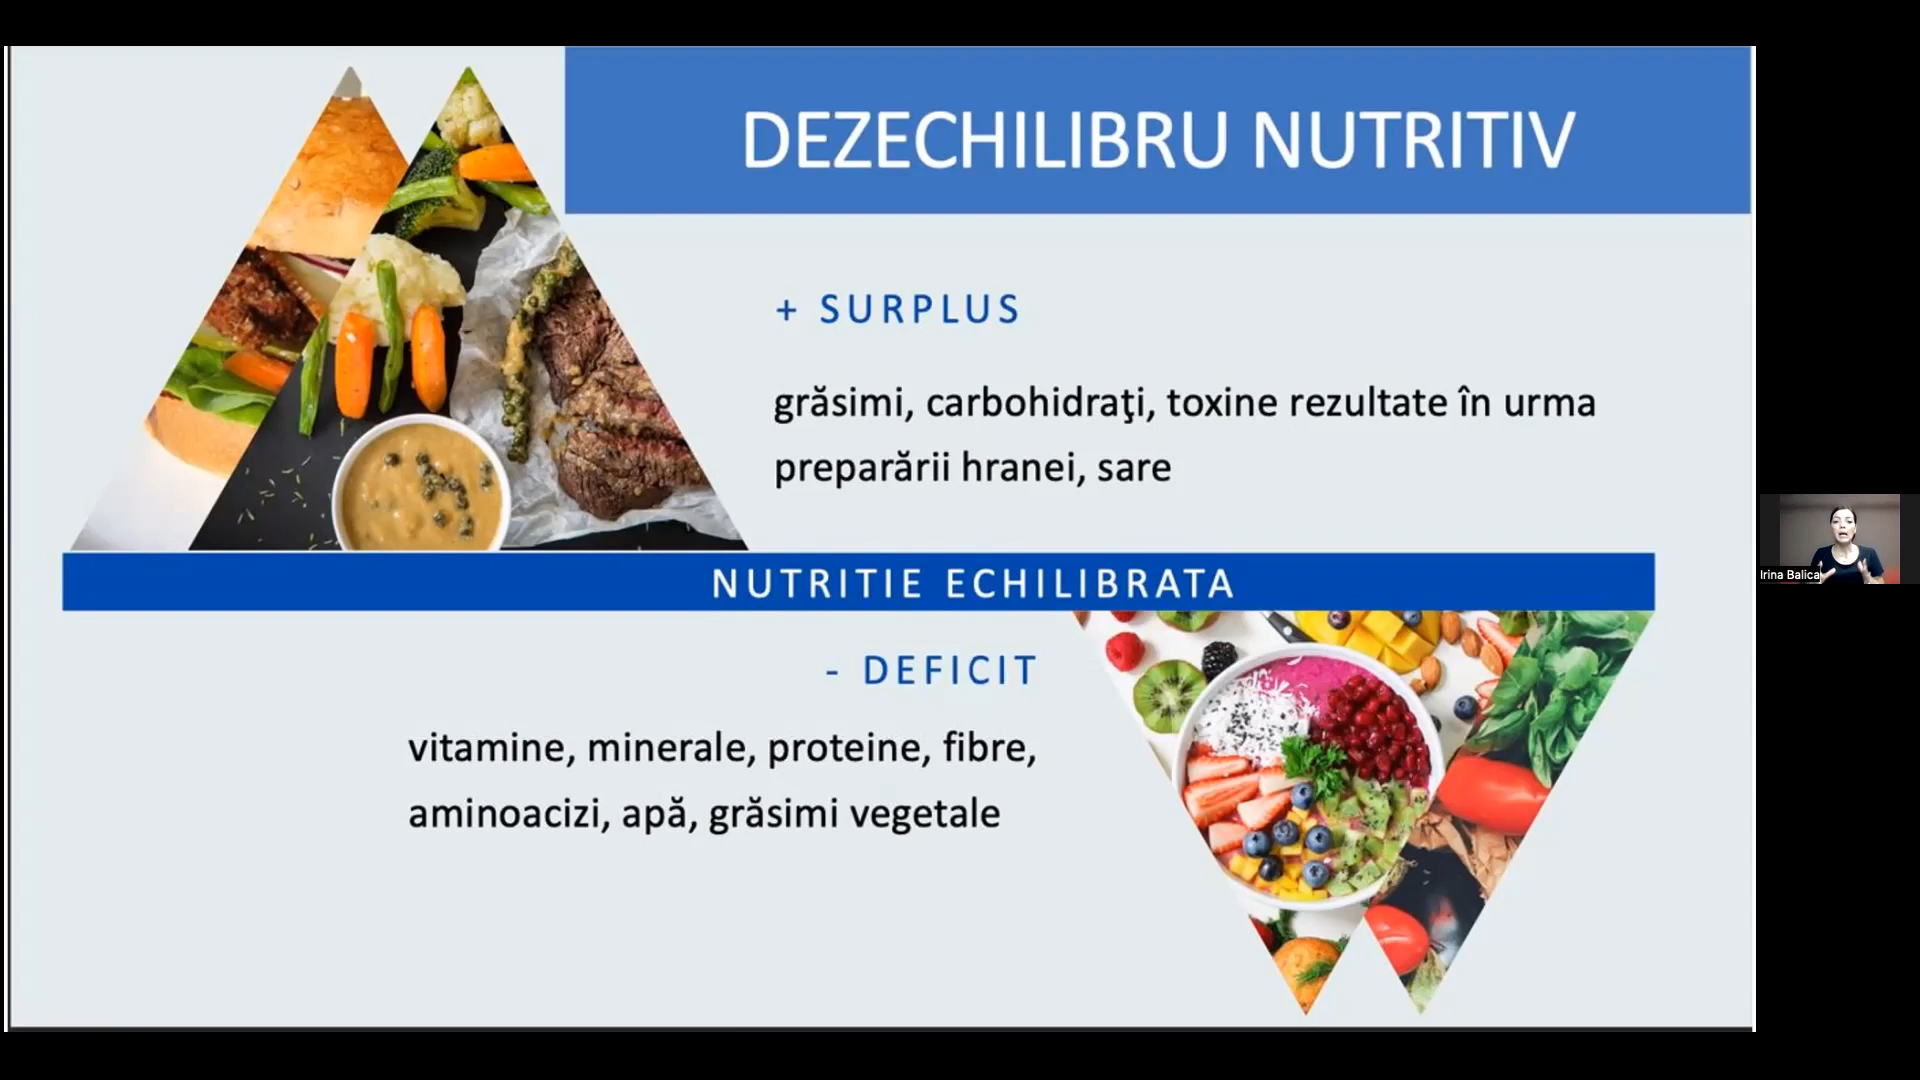 DEZECHILIBRU NUTRITIV
+ SURPLUS
grăsimi, carbohidraţi, toxine rezultate în urma
preparării hranei, sare
NUTRITIE ECHILIBRATA
- DEFICIT
vitamine, minerale, proteine, fibre,
aminoacizi, apă, grăsimi vegetale
Irina Balica